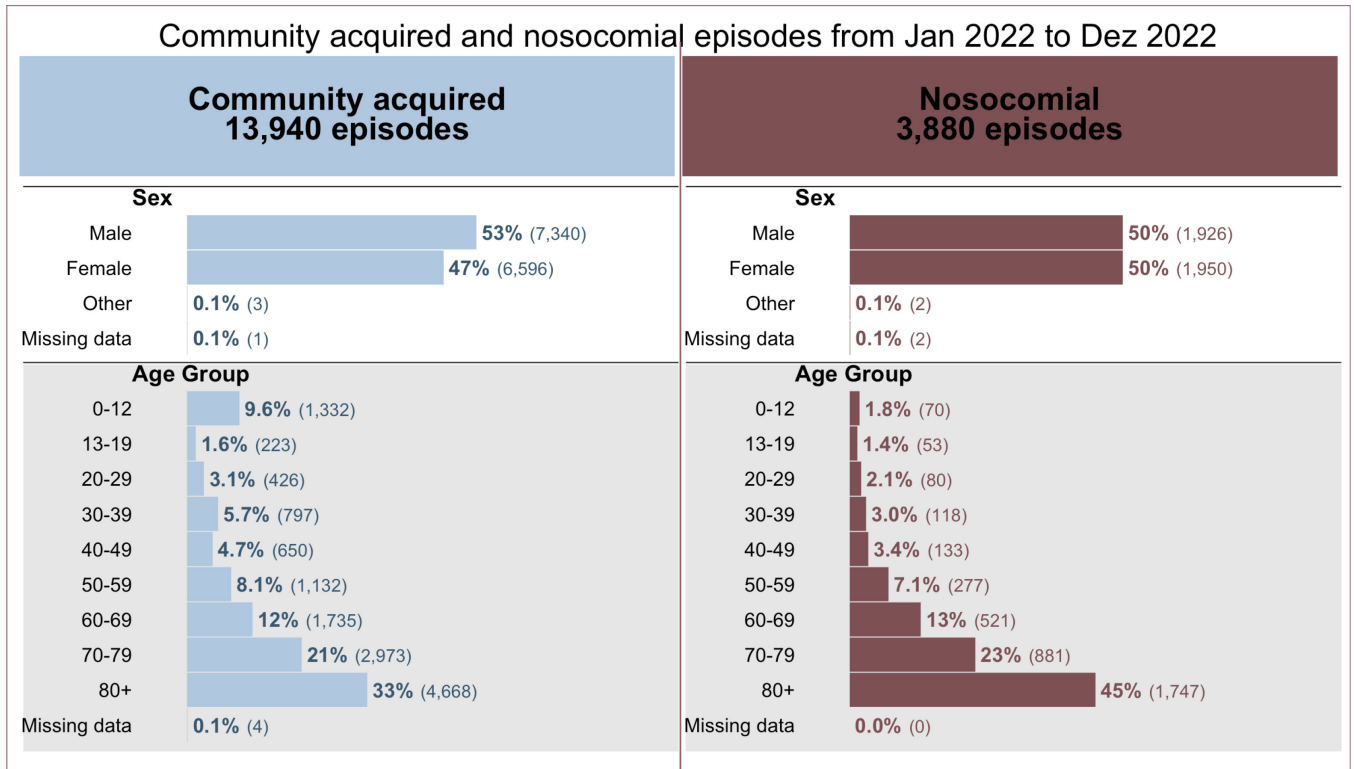 Community acquired and nosocomial episodes from Jan 2022 to Dez 2022
Community acquired
13,940 episodes
Sex
Male 53% (7,340)
Female 47% (6,596)
Other 0.1% (3)
Missing data 0.1% (1)
Age Group
0-12 9.6% (1,332)
13-19 1.6% (223)
20-29 3.1% (426)
30-39 5.7% (797)
40-49 4.7% (650)
50-59 8.1% (1,132)
60-69 12% (1,735)
70-79 21% (2,973)
80+ 33% (4,668)
Missing data 0.1% (4)
Nosocomial
3,880 episodes
Sex
Male 50% (1,926)
Female 50% (1,950)
Other 0.1% (2)
Missing data 0.1% (2)
Age Group
0-12 1.8% (70)
13-19 1.4% (53)
20-29 2.1% (80)
30-39 3.0% (118)
40-49 3.4% (133)
50-59 7.1% (277)
60-69 13% (521)
70-79 23% (881)
80+ 45% (1,747)
Missing data 0.0% (0)